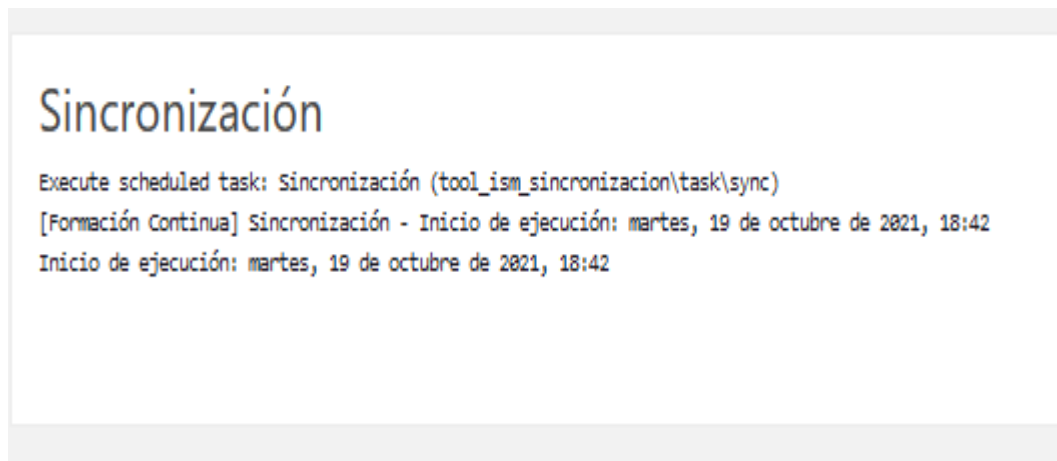 Sincronización
Execute scheduled task: Sincronización (tool_ism_sincronizacion\task\sync)
[Formación Continua] Sincronización - Inicio de ejecución: martes, 19 de octubre de 2021, 18:42
Inicio de ejecución: martes, 19 de octubre de 2021, 18:42